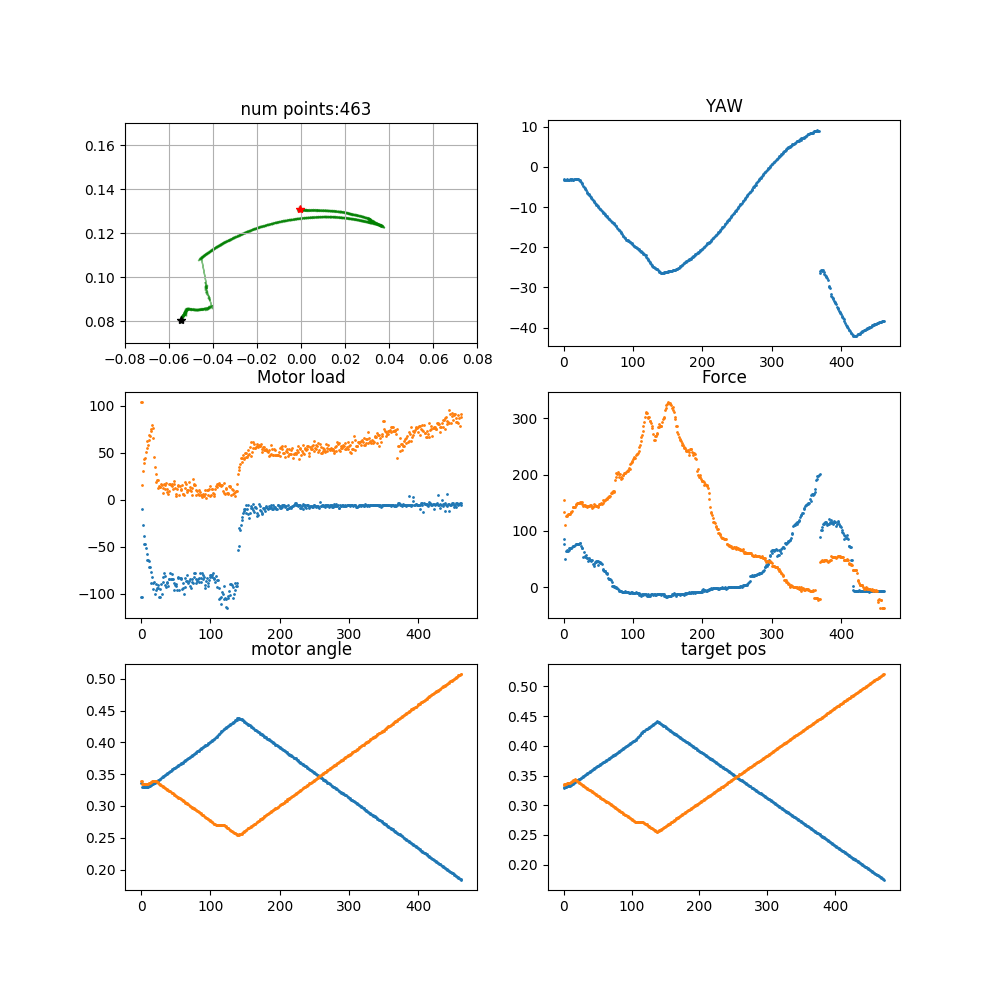 num points:463
0.16
0.14
0.12
0.10
0.08
−0.08 −0.06 −0.04 −0.02 0.00 0.02 0.04 0.06 0.08
YAW
10
0
−10
−20
−30
−40
0 100 200 300 400
Motor load
100
50
0
−50
−100
0 100 200 300 400
Force
300
200
100
0
0 100 200 300 400
motor angle
0.50
0.45
0.40
0.35
0.30
0.25
0.20
0 100 200 300 400
target pos
0.50
0.45
0.40
0.35
0.30
0.25
0.20
0 100 200 300 400